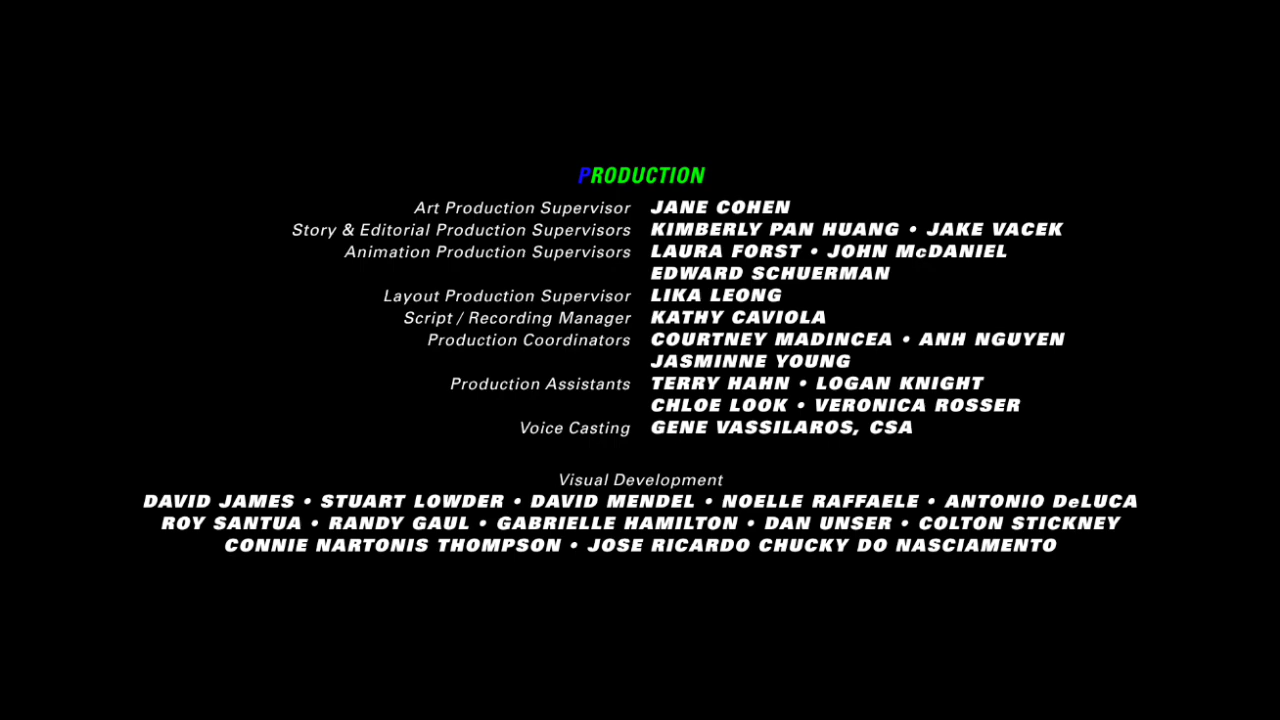 PRODUCTION
Art Production Supervisor JANE COHEN
Story & Editorial Production Supervisors KIMBERLY PAN HUANG • JAKE VACEK
Animation Production Supervisors LAURA FORST • JOHN McDANIEL
EDWARD SCHUERMAN
Layout Production Supervisor LIKA LEONG
Script / Recording Manager KATHY CAVIOLA
Production Coordinators COURTNEY MADINCEA • ANH NGUYEN
JASMINNE YOUNG
Production Assistants TERRY HAHN • LOGAN KNIGHT
CHLOE LOOK • VERONICA ROSSER
Voice Casting GENE VASSILAROS, CSA
Visual Development
DAVID JAMES • STUART LOWDER • DAVID MENDEL • NOELLE RAFFAELE • ANTONIO DeLUCA
ROY SANTUA • RANDY GAUL • GABRIELLE HAMILTON • DAN UNSER • COLTON STICKNEY
CONNIE NARTONIS THOMPSON • JOSE RICARDO CHUCKY DO NASCIAMENTO